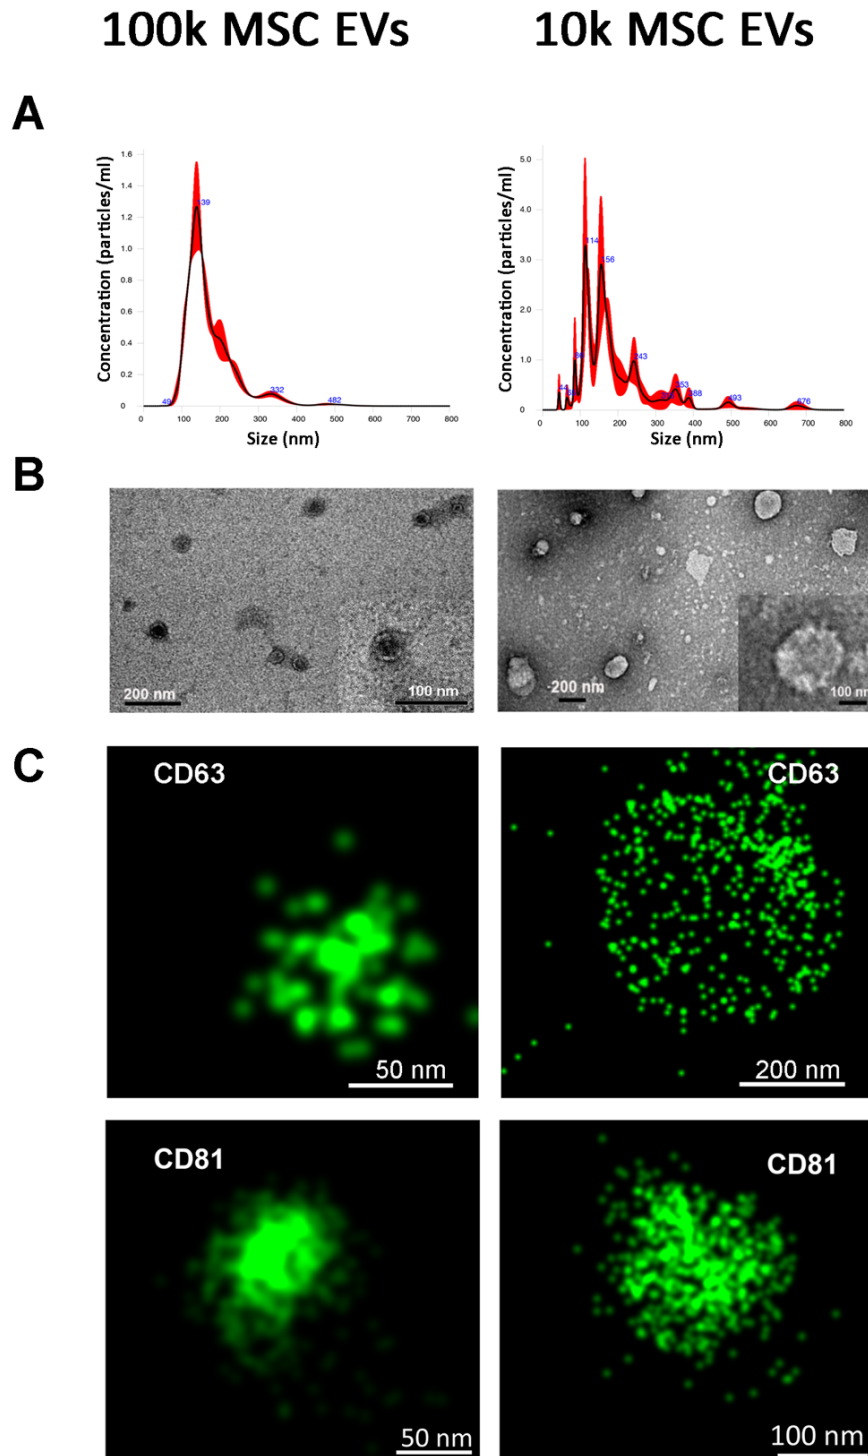 100k MSC EVs 10k MSC EVs
A
Concentration (particles/ml)
1.6
1.4
1.2
1.0
0.8
0.6
0.4
0.2
0
139
49
332
482
0 100 200 300 400 500 600 700 800
Size (nm)
Concentration (particles/ml)
5.0
4.0
3.0
2.0
1.0
0
114
156
44
243
353
388
493
676
0 100 200 300 400 500 600 700 800
Size (nm)
B
200 nm
100 nm
200 nm
100 nm
C
CD63
50 nm
CD63
200 nm
CD81
50 nm
CD81
100 nm